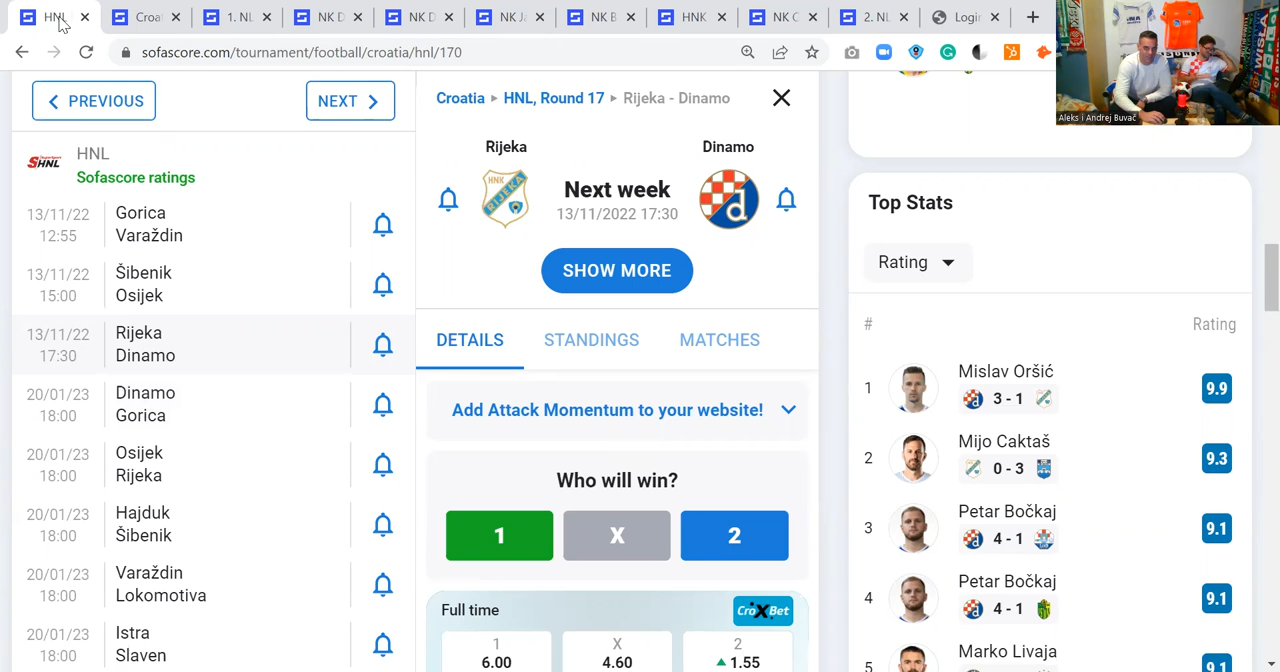 HNL
Croat
1. NL
NK D
NK D
NK J
NK B
HNK
NK
2. NL
Login
sofascore.com/tournament/football/croatia/hnl/170
Aleks i Andrej Buvač
PREVIOUS
NEXT
HNL
Sofascore ratings
13/11/22
12:55
Gorica
Varaždin
13/11/22
15:00
Šibenik
Osijek
13/11/22
17:30
Rijeka
Dinamo
20/01/23
18:00
Dinamo
Gorica
20/01/23
18:00
Osijek
Rijeka
20/01/23
18:00
Hajduk
Šibenik
20/01/23
18:00
Varaždin
Lokomotiva
20/01/23
18:00
Istra
Slaven
Croatia HNL, Round 17 Rijeka - Dinamo
Rijeka
Dinamo
HNK
RIJEKA
d
Next week
13/11/2022 17:30
SHOW MORE
DETAILS STANDINGS MATCHES
Add Attack Momentum to your website!
Who will win?
1 X 2
Full time
CroXBet
1
6.00
X
4.60
2
1.55
Top Stats
Rating
# Rating
1
Mislav Oršić
3 - 1
9.9
2
Mijo Caktaš
0 - 3
9.3
3
Petar Bočkaj
4 - 1
9.1
4
Petar Bočkaj
4 - 1
9.1
5
Marko Livaja
9.1